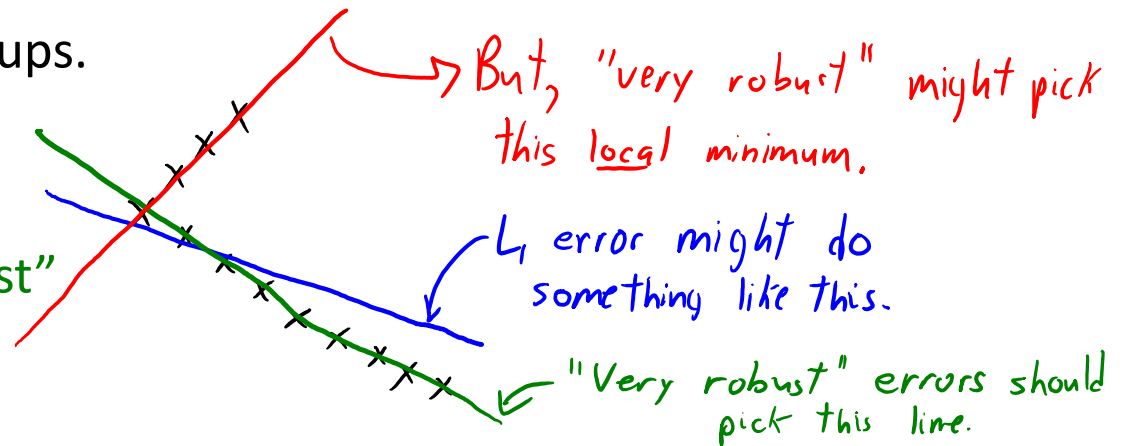 ups.
But, "very robust" might pick
this local minimum.
L1 error might do
something like this.
st”
"Very robust" errors should
pick this line.